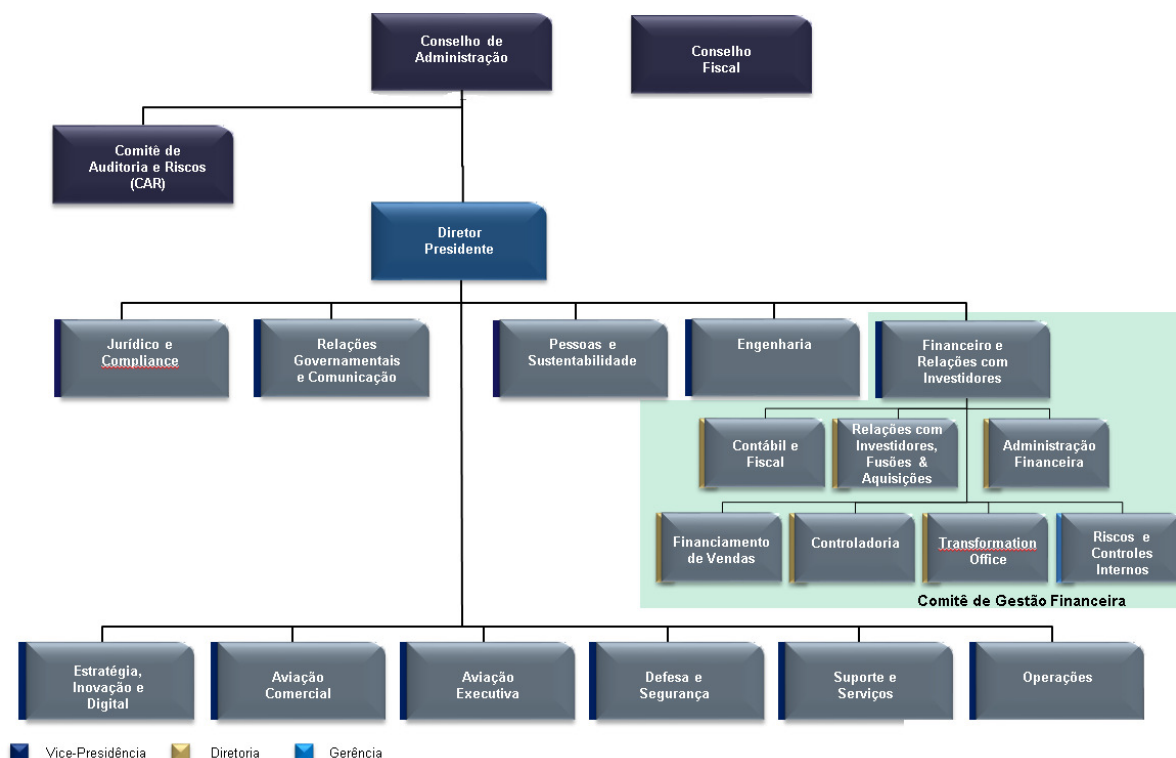 Conselho de
Administração
Conselho
Fiscal
Comitê de
Auditoria e Riscos
(CAR)
Diretor
Presidente
Jurídico e
Compliance
Relações
Governamentais
e Comunicação
Pessoas e
Sustentabilidade
Engenharia
Financeiro e
Relações com
Investidores
Contábil e
Fiscal
Relações com
Investidores,
Fusões &
Aquisições
Administração
Financeira
Financiamento
de Vendas
Controladoria
Transformation
Office
Riscos e
Controles
Internos
Comitê de Gestão Financeira
Estratégia,
Inovação e
Digital
Aviação
Comercial
Aviação
Executiva
Defesa e
Segurança
Suporte e
Serviços
Operações
Vice-Presidência
Diretoria
Gerência